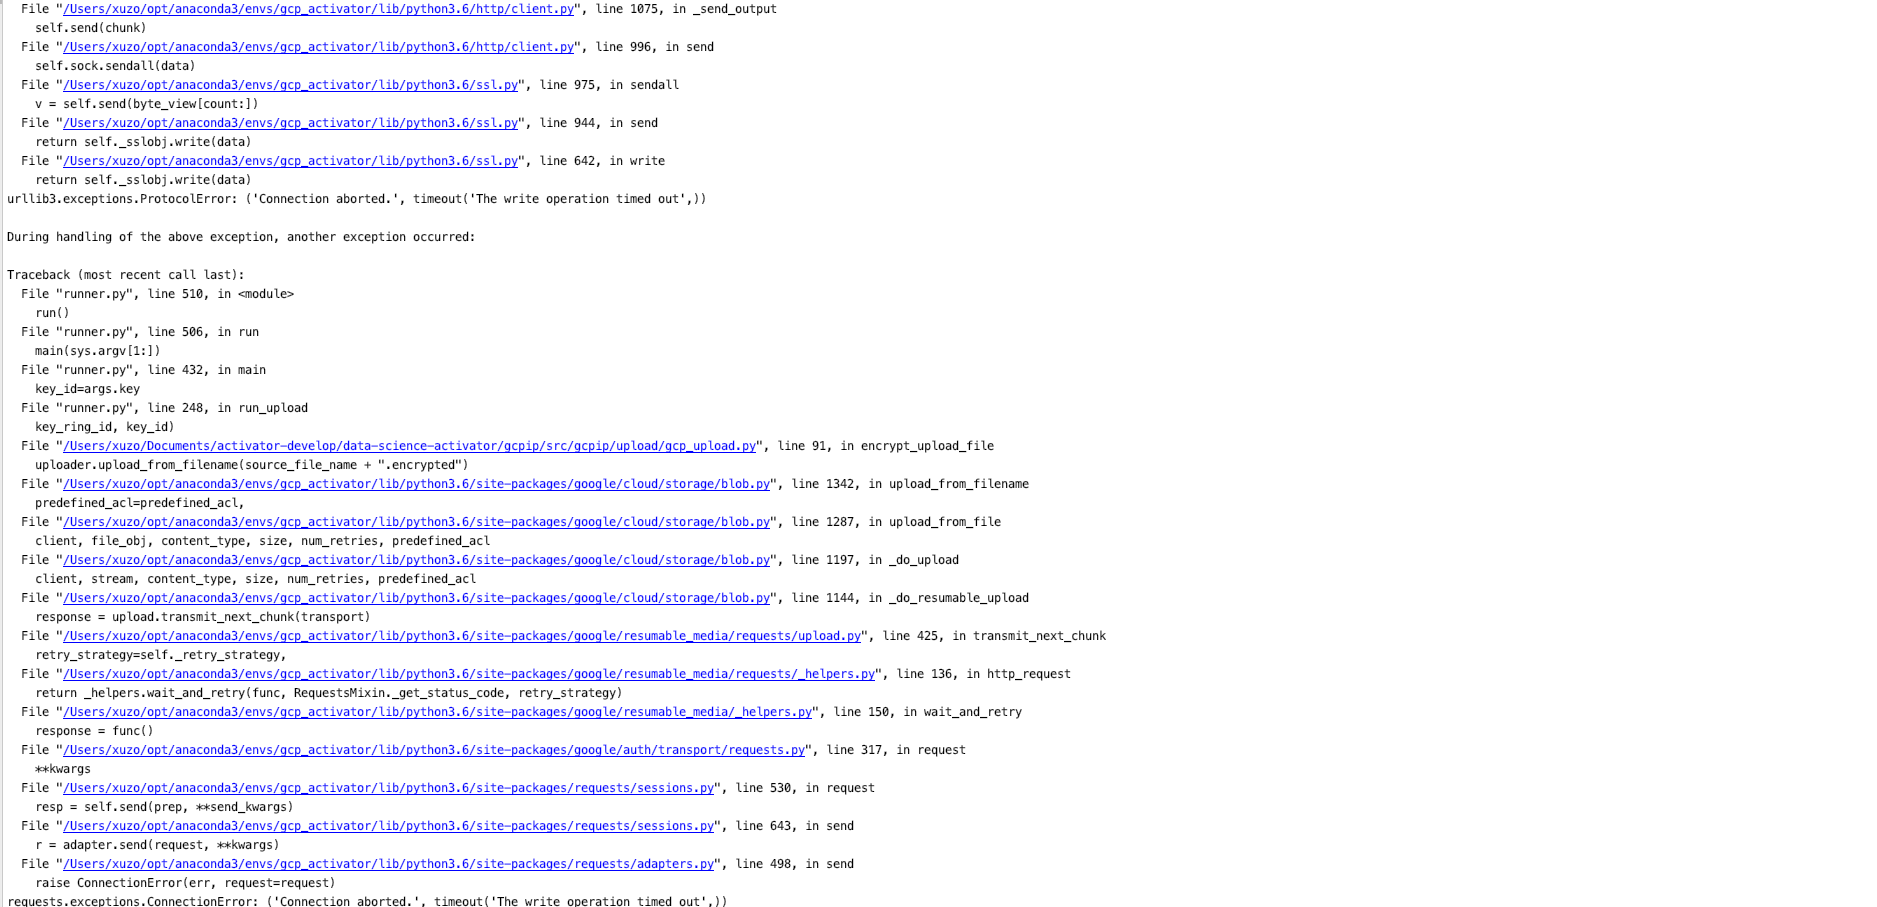 File "/Users/xuzo/opt/anaconda3/envs/gcp_activator/lib/python3.6/http/client.py", line 1075, in _send_output
self.send(chunk)
File "/Users/xuzo/opt/anaconda3/envs/gcp_activator/lib/python3.6/http/client.py", line 996, in send
self.sock.sendall(data)
File "/Users/xuzo/opt/anaconda3/envs/gcp_activator/lib/python3.6/ssl.py", line 975, in sendall
v = self.send(byte_view[count:])
File "/Users/xuzo/opt/anaconda3/envs/gcp_activator/lib/python3.6/ssl.py", line 944, in send
return self._sslobj.write(data)
File "/Users/xuzo/opt/anaconda3/envs/gcp_activator/lib/python3.6/ssl.py", line 642, in write
return self._sslobj.write(data)
urllib3.exceptions.ProtocolError: ('Connection aborted.', timeout('The write operation timed out',))
During handling of the above exception, another exception occurred:
Traceback (most recent call last):
File "runner.py", line 510, in <module>
run()
File "runner.py", line 506, in run
main(sys.argv[1:])
File "runner.py", line 432, in main
key_id=args.key
File "runner.py", line 248, in run_upload
key_ring_id, key_id)
File "/Users/xuzo/Documents/activator-develop/data-science-activator/gcpip/src/gcpip/upload/gcp_upload.py", line 91, in encrypt_upload_file
uploader.upload_from_filename(source_file_name + ".encrypted")
File "/Users/xuzo/opt/anaconda3/envs/gcp_activator/lib/python3.6/site-packages/google/cloud/storage/blob.py", line 1342, in upload_from_filename
predefined_acl=predefined_acl,
File "/Users/xuzo/opt/anaconda3/envs/gcp_activator/lib/python3.6/site-packages/google/cloud/storage/blob.py", line 1287, in upload_from_file
client, file_obj, content_type, size, num_retries, predefined_acl
File "/Users/xuzo/opt/anaconda3/envs/gcp_activator/lib/python3.6/site-packages/google/cloud/storage/blob.py", line 1197, in _do_upload
client, stream, content_type, size, num_retries, predefined_acl
File "/Users/xuzo/opt/anaconda3/envs/gcp_activator/lib/python3.6/site-packages/google/cloud/storage/blob.py", line 1144, in _do_resumable_upload
response = upload.transmit_next_chunk(transport)
File "/Users/xuzo/opt/anaconda3/envs/gcp_activator/lib/python3.6/site-packages/google/resumable_media/requests/upload.py", line 425, in transmit_next_chunk
retry_strategy=self._retry_strategy,
File "/Users/xuzo/opt/anaconda3/envs/gcp_activator/lib/python3.6/site-packages/google/resumable_media/requests/_helpers.py", line 136, in http_request
return _helpers.wait_and_retry(func, RequestsMixin._get_status_code, retry_strategy)
File "/Users/xuzo/opt/anaconda3/envs/gcp_activator/lib/python3.6/site-packages/google/resumable_media/_helpers.py", line 150, in wait_and_retry
response = func()
File "/Users/xuzo/opt/anaconda3/envs/gcp_activator/lib/python3.6/site-packages/google/auth/transport/requests.py", line 317, in request
**kwargs
File "/Users/xuzo/opt/anaconda3/envs/gcp_activator/lib/python3.6/site-packages/requests/sessions.py", line 530, in request
resp = self.send(prep, **send_kwargs)
File "/Users/xuzo/opt/anaconda3/envs/gcp_activator/lib/python3.6/site-packages/requests/sessions.py", line 643, in send
r = adapter.send(request, **kwargs)
File "/Users/xuzo/opt/anaconda3/envs/gcp_activator/lib/python3.6/site-packages/requests/adapters.py", line 498, in send
raise ConnectionError(err, request=request)
requests.exceptions.ConnectionError: ('Connection aborted.', timeout('The write operation timed out',))